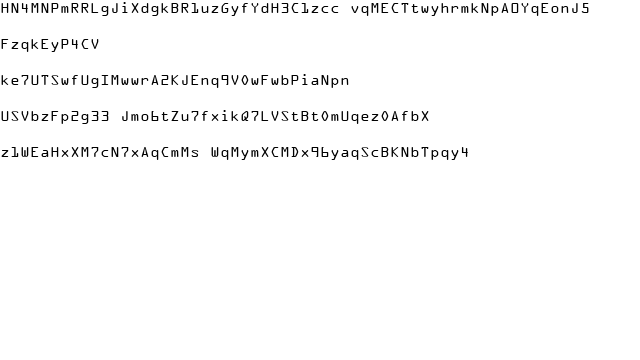 HN4MNPmRRLgJiXdgkBR1uzGyfYdH3C1zcc vqMECTtwyhrmkNpAOYqEonJ5
FzqkEyP4CV
ke7UTSwfUgIMwwrA2KJEnq9V0wFwbPiaNpn
USVbzFp2g33 Jmo6tZu7fxikQ7LVStBt0mUqez0AfbX
z1WEaHxXM7cN7xAqCmMs WqMymXCMDx96yaqScBKNbTpqy4